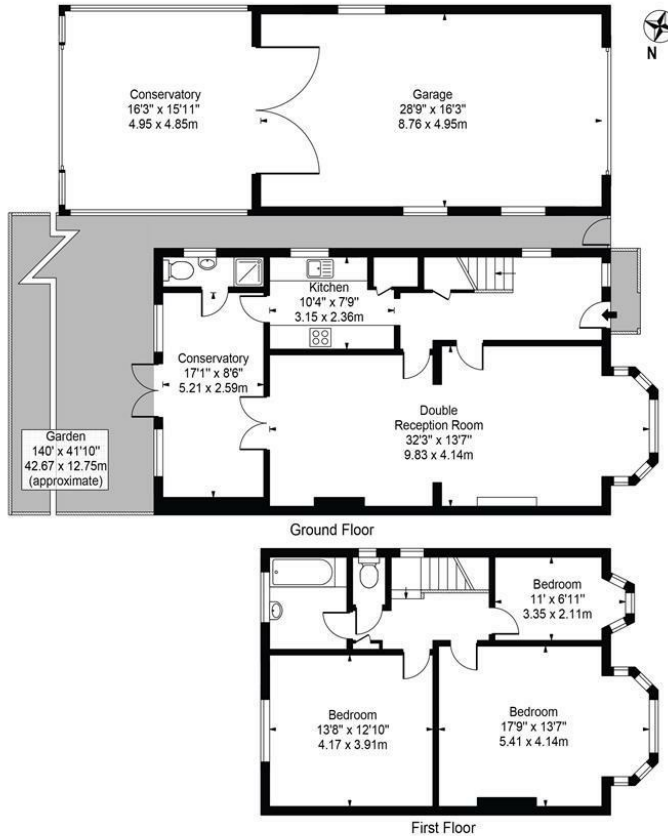 N
Conservatory
16'3" x 15'11"
4.95 x 4.85m
Garage
28'9" x 16'3"
8.76 x 4.95m
Kitchen
10'4" x 7'9"
3.15 x 2.36m
Conservatory
17'1" x 8'6"
5.21 x 2.59m
Double
Reception Room
32'3" x 13'7"
9.83 x 4.14m
Garden
140' x 41'10"
42.67 x 12.75m
(approximate)
Ground Floor
Bedroom
11' x 6'11"
3.35 x 2.11m
Bedroom
13'8" x 12'10"
4.17 x 3.91m
Bedroom
17'9" x 13'7"
5.41 x 4.14m
First Floor